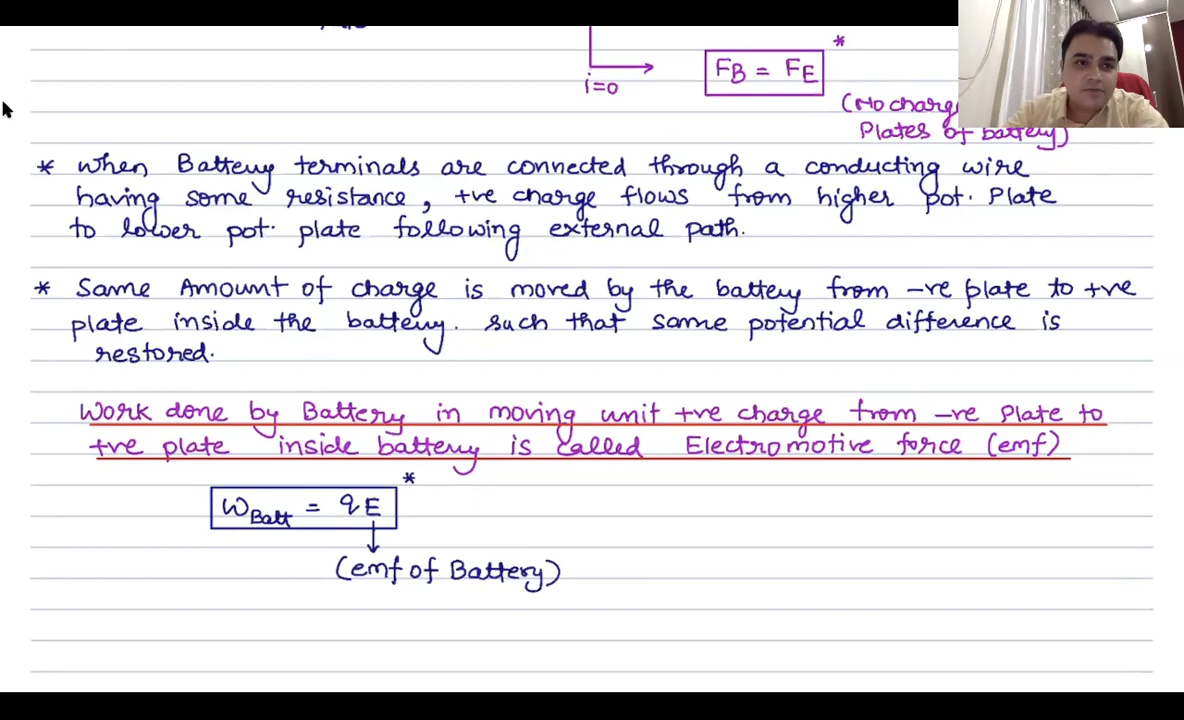 i=0
FB = FE
*
(No charg
Plates of battery)
* When Battery terminals are connected through a conducting wire
having some resistance, +ve charge flows from higher pot. Plate
to lower pot. plate following external path.
* Same Amount of charge is moved by the battery from -ve plate to +ve
plate inside the battery. such that same potential difference is
restored.
Work done by Battery in moving unit +ve charge from -ve Plate to
+ve plate inside battery is called Electromotive force (emf)
WBatt = qE
*
(emf of Battery)